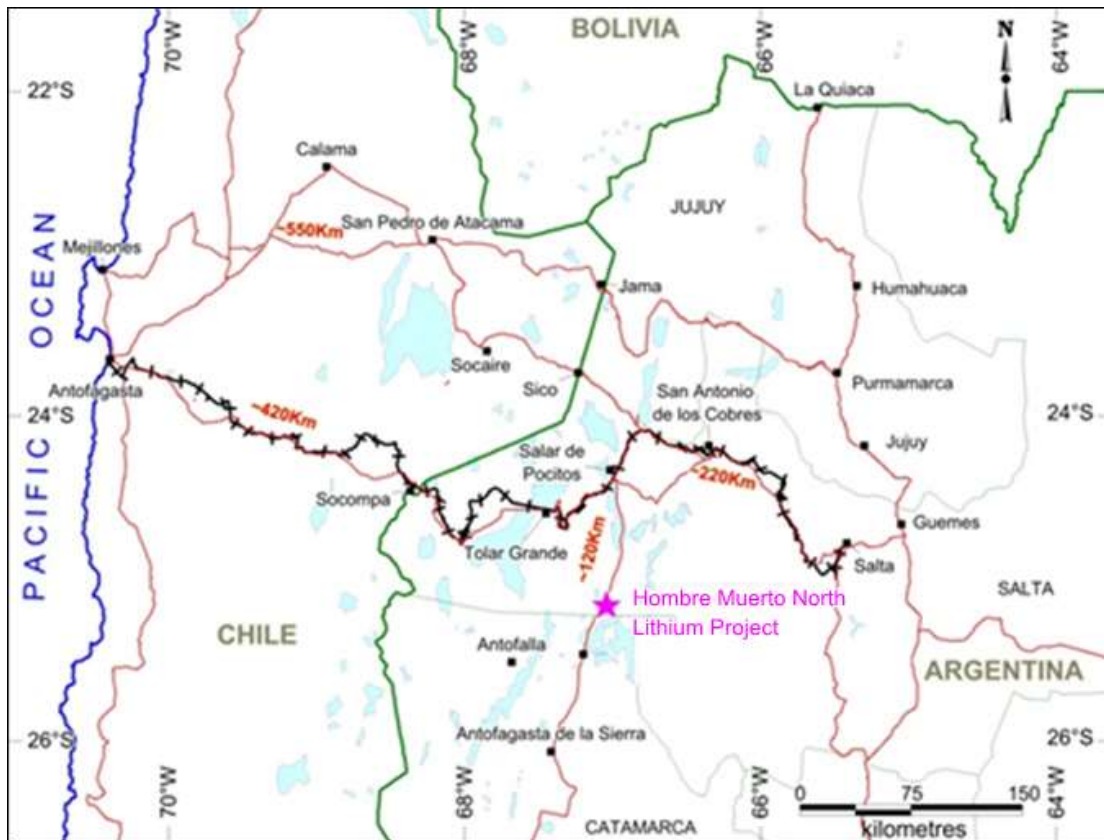 70°W
68°W
66°W
64°W
BOLIVIA
N
22°S
La Quiaca
Calama
JUJUY
San Pedro de Atacama
~550Km
Mejillones
Jama
Humahuaca
PACIFIC OCEAN
Socaire
Sico
Purmamarca
Antofagasta
San Antonio
de los Cobres
24°S
24°S
~420Km
Jujuy
Salar de
Pocitos
~220Km
Socompa
Guemes
Tolar Grande
~120Km
Salta
SALTA
Hombre Muerto North
Lithium Project
CHILE
Antofalla
ARGENTINA
Antofagasta de la Sierra
26°S
26°S
70°W
68°W
66°W
64°W
0 75 150
kilometres
CATAMARCA